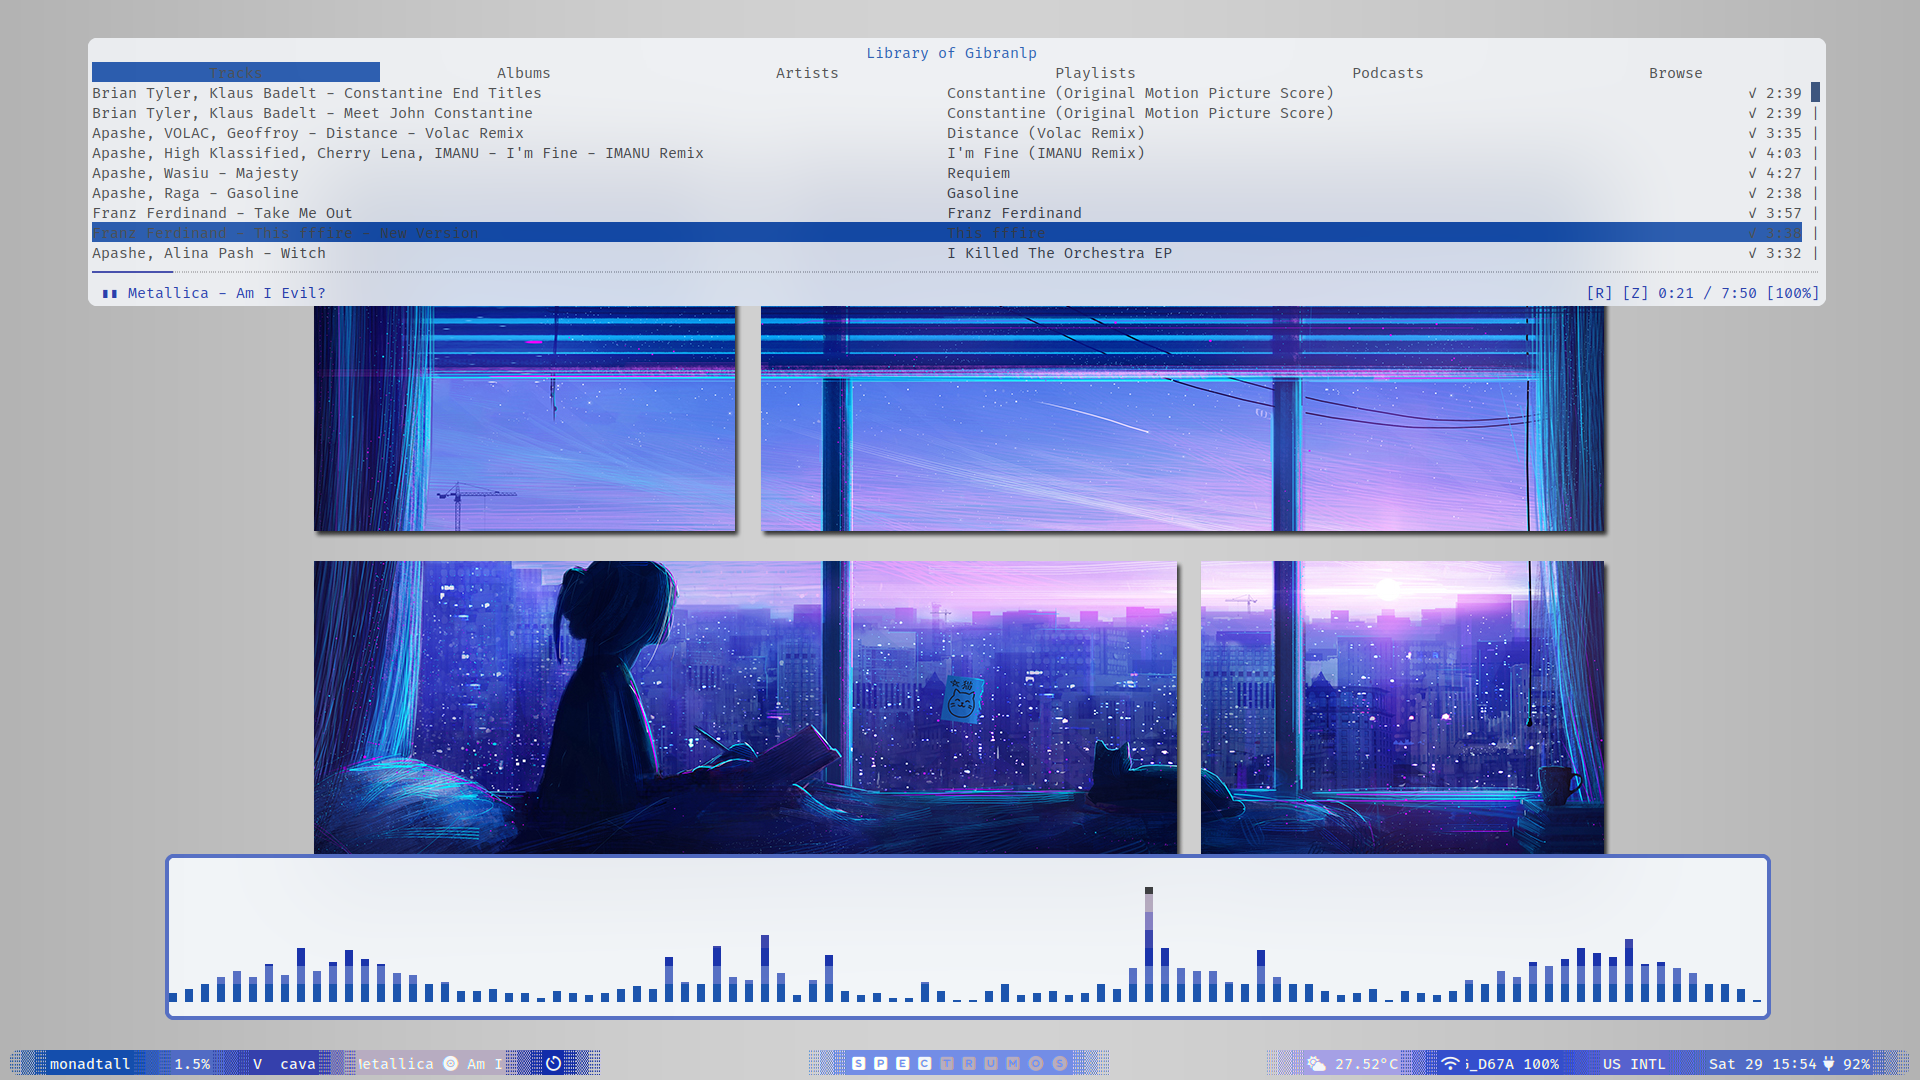 Library of Gibranlp
Tracks Albums Artists Playlists Podcasts Browse
Brian Tyler, Klaus Badelt - Constantine End Titles Constantine (Original Motion Picture Score) √ 2:39
Brian Tyler, Klaus Badelt - Meet John Constantine Constantine (Original Motion Picture Score) √ 2:39
Apashe, VOLAC, Geoffroy - Distance - Volac Remix Distance (Volac Remix) √ 3:35
Apashe, High Klassified, Cherry Lena, IMANU - I'm Fine - IMANU Remix I'm Fine (IMANU Remix) √ 4:03
Apashe, Wasiu - Majesty Requiem √ 4:27
Apashe, Raga - Gasoline Gasoline √ 2:38
Franz Ferdinand - Take Me Out Franz Ferdinand √ 3:57
Franz Ferdinand - This fffire - New Version This fffire √ 3:38
Apashe, Alina Pash - Witch I Killed The Orchestra EP √ 3:32
Metallica - Am I Evil? [R] [Z] 0:21 / 7:50 [100%]
猫
monadtall 1.5% V cava Metallica Am I S P E C T R U M O S 27.52°C _D67A 100% US INTL Sat 29 15:54 92%